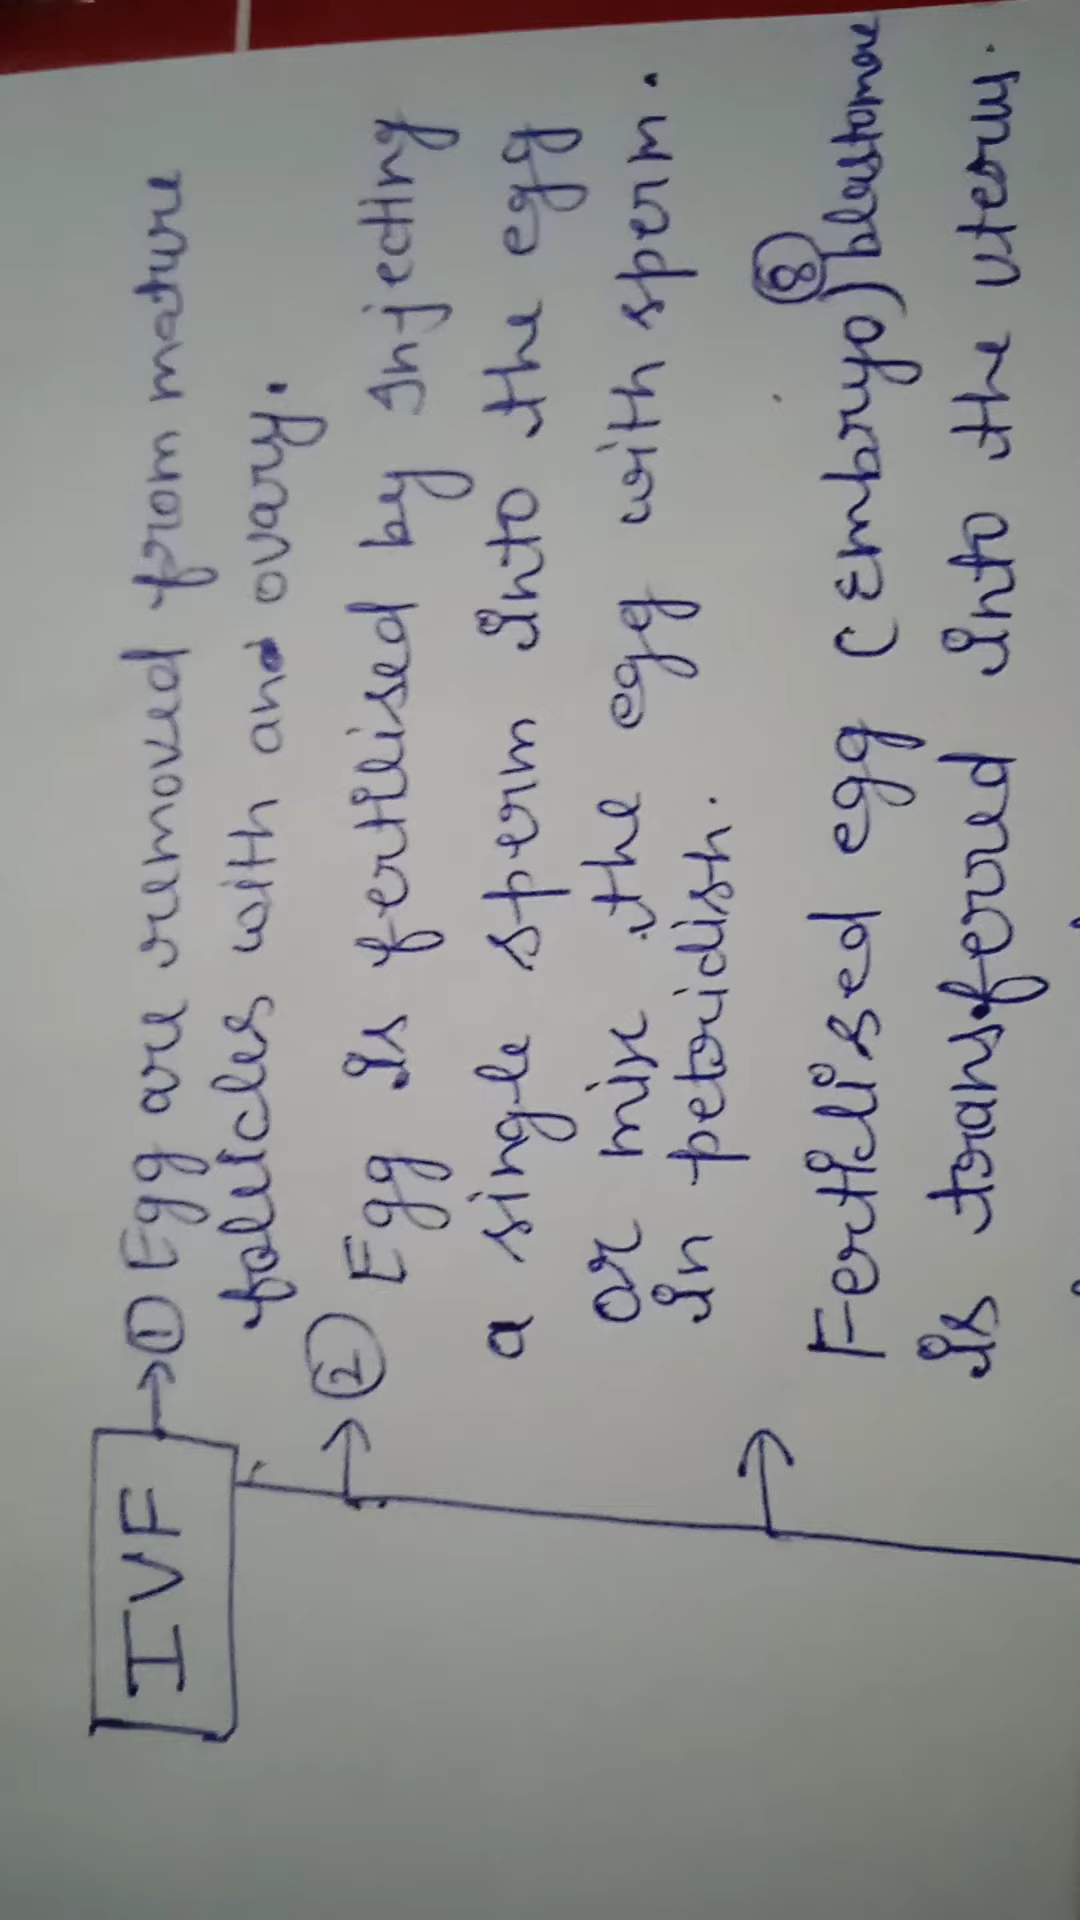 IVF → ① Egg are removed from mature
folicles with and ovary.
② Egg is fertilised by Injecting
a single sperm into the egg
or mix the egg with sperm.
in petridish.
Fertilised egg (Embryo) ⑧ blastomore
is transferred into the uterus.